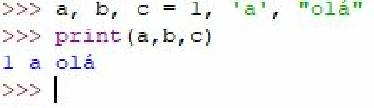 >>> a, b, c = 1, 'a', "olá"
>>> print(a,b,c)
1 a olá
>>>